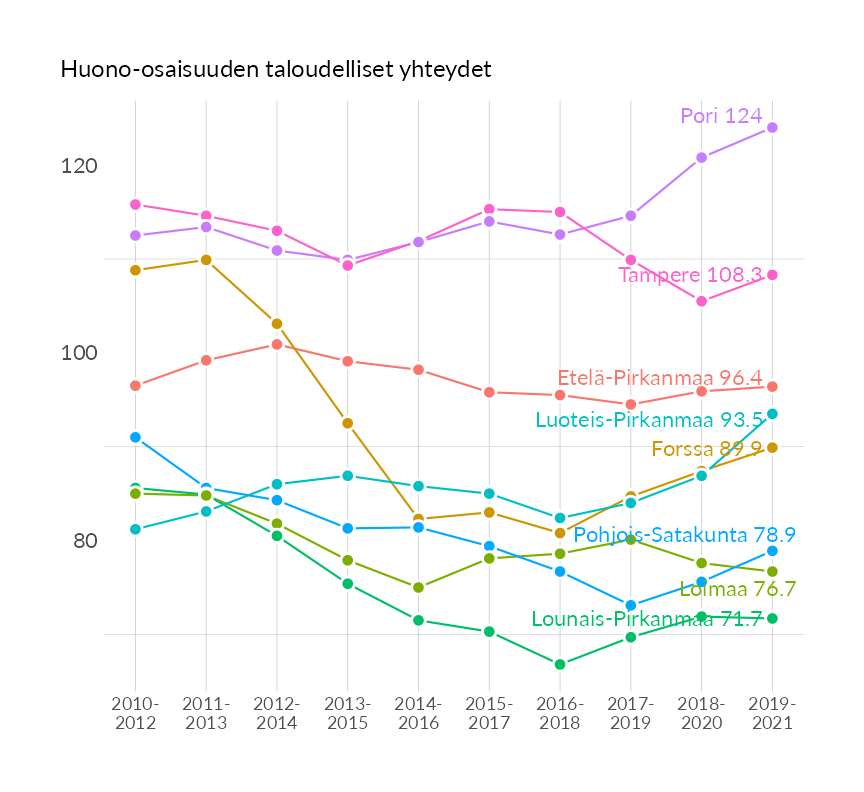 Huono-osaisuuden taloudelliset yhteydet
Pori 124
120
Tampere 108.3
100
Etelä-Pirkanmaa 96.4
Luoteis-Pirkanmaa 93.5
Forssa 89.9
80
Pohjois-Satakunta 78.9
Loimaa 76.7
Lounais-Pirkanmaa 71.7
2010- 2011- 2012- 2013- 2014- 2015- 2016- 2017- 2018- 2019-
2012 2013 2014 2015 2016 2017 2018 2019 2020 2021